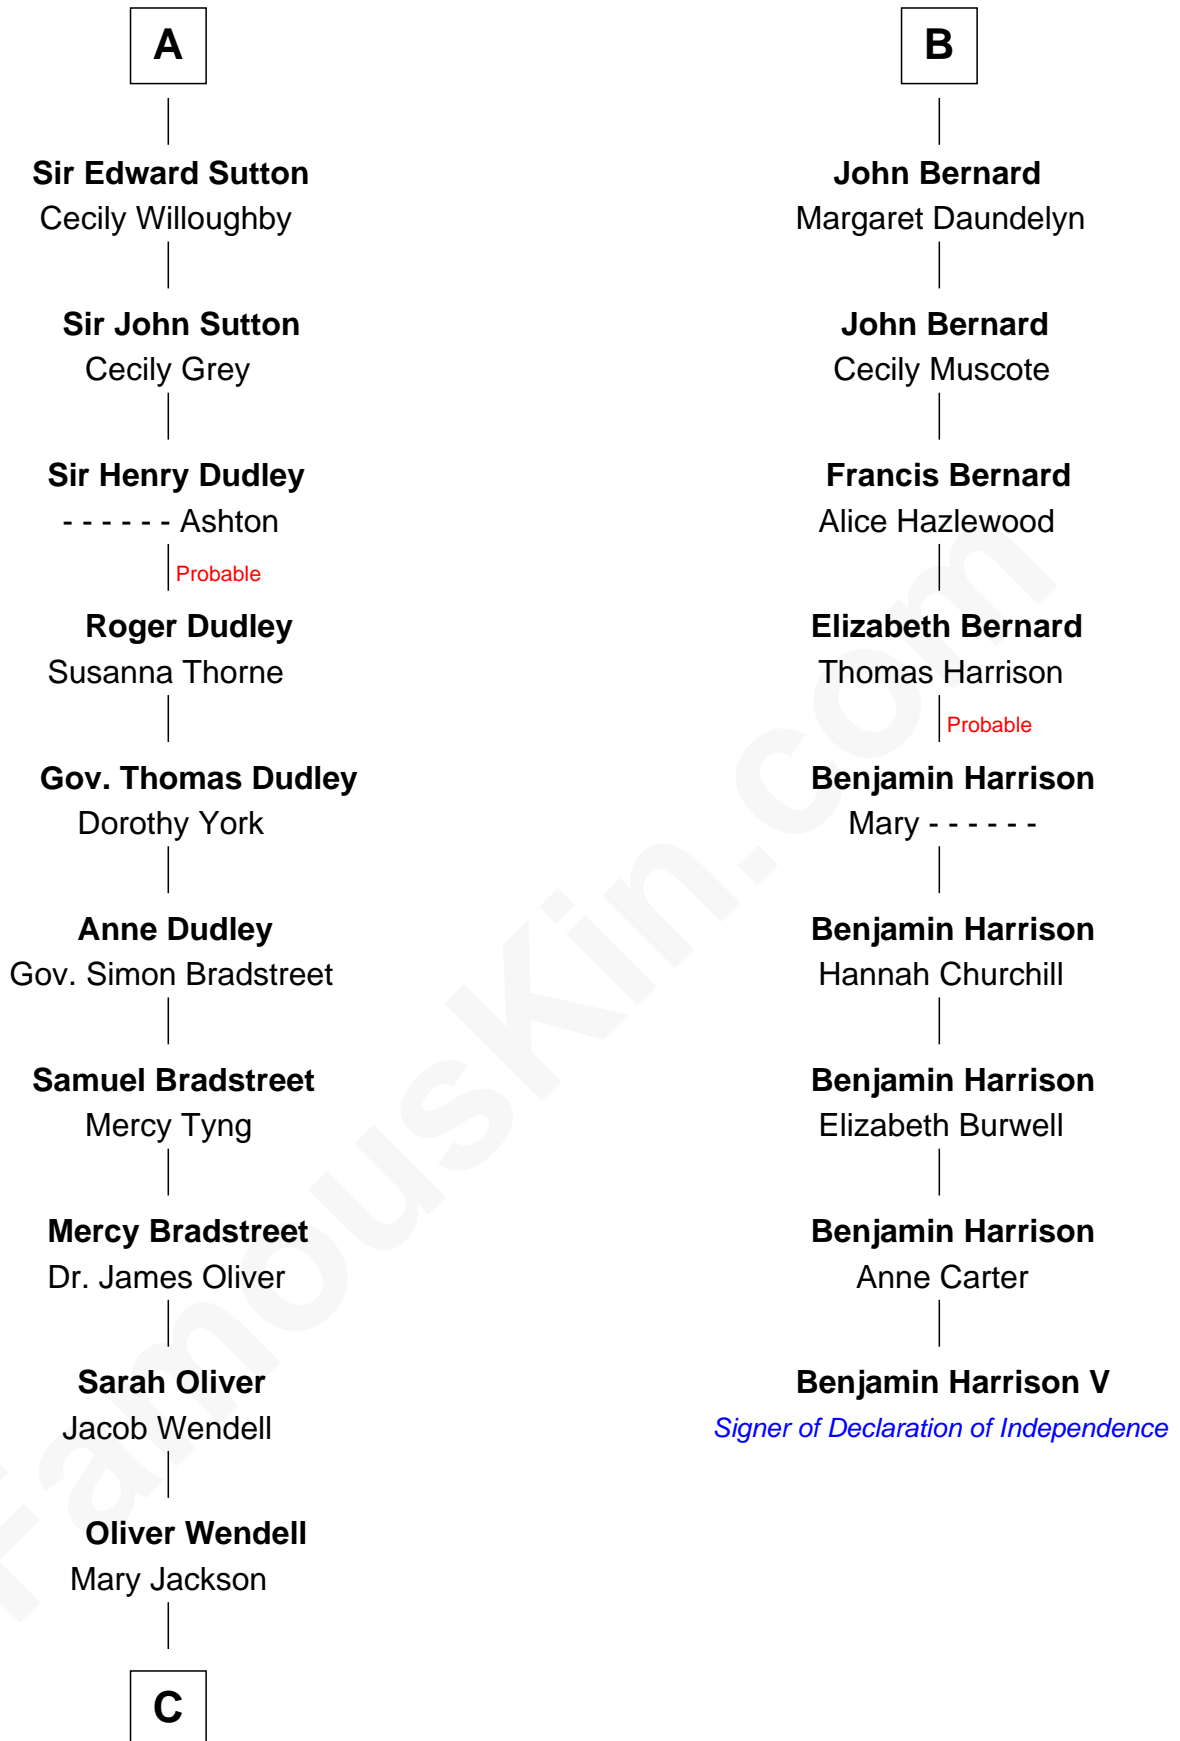 A
Sir Edward Sutton
Cecily Willoughby
Sir John Sutton
Cecily Grey
Sir Henry Dudley
- - - - - - Ashton
Probable
Roger Dudley
Susanna Thorne
Gov. Thomas Dudley
Dorothy York
Anne Dudley
Gov. Simon Bradstreet
Samuel Bradstreet
Mercy Tyng
Mercy Bradstreet
Dr. James Oliver
Sarah Oliver
Jacob Wendell
Oliver Wendell
Mary Jackson
C
B
John Bernard
Margaret Daundelyn
John Bernard
Cecily Muscote
Francis Bernard
Alice Hazlewood
Elizabeth Bernard
Thomas Harrison
Probable
Benjamin Harrison
Mary - - - - - -
Benjamin Harrison
Hannah Churchill
Benjamin Harrison
Elizabeth Burwell
Benjamin Harrison
Anne Carter
Benjamin Harrison V
Signer of Declaration of Independence
FamousKin.com